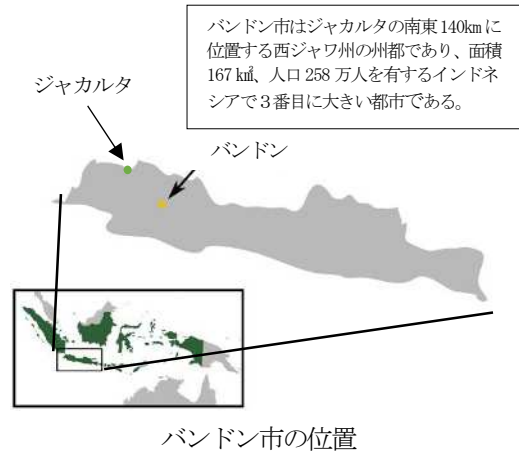 バンドン市はジャカルタの南東140kmに
位置する西ジャワ州の州都であり、面積
167㎢、人口258万人を有するインドネ
シアで3番目に大きい都市である。
ジャカルタ
バンドン
バンドン市の位置